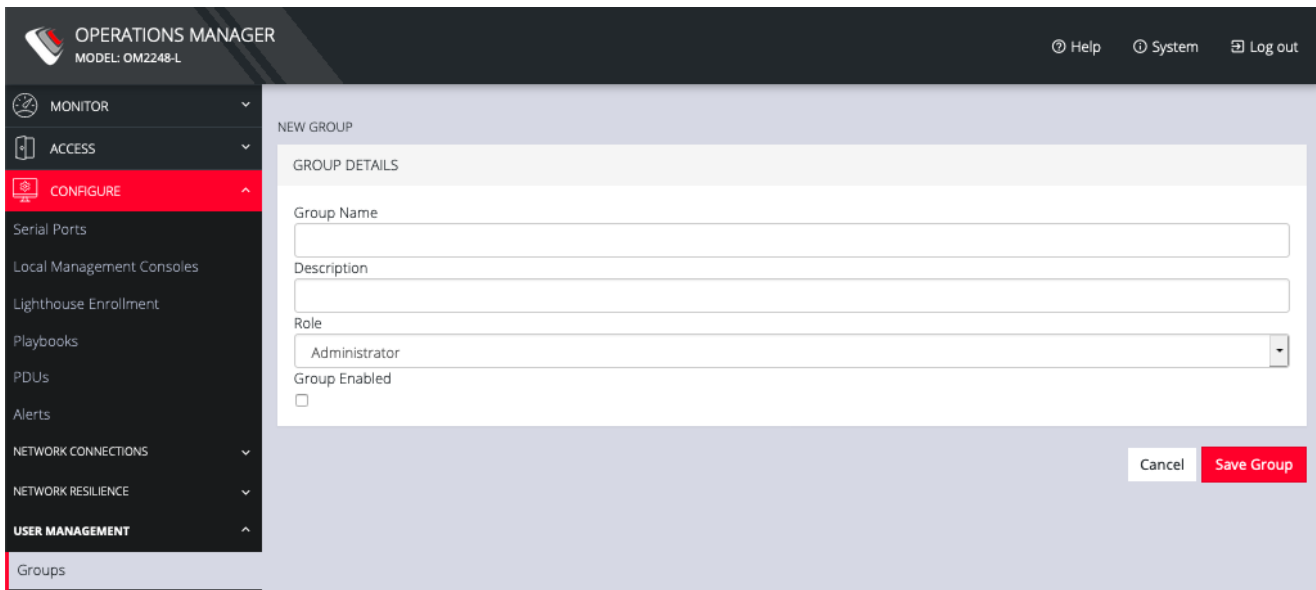 OPERATIONS MANAGER
MODEL: OM2248-L
Help
System
Log out
MONITOR
ACCESS
CONFIGURE
Serial Ports
Local Management Consoles
Lighthouse Enrollment
Playbooks
PDUs
Alerts
NETWORK CONNECTIONS
NETWORK RESILIENCE
USER MANAGEMENT
Groups
NEW GROUP
GROUP DETAILS
Group Name
Description
Role
Administrator
Group Enabled
Cancel
Save Group